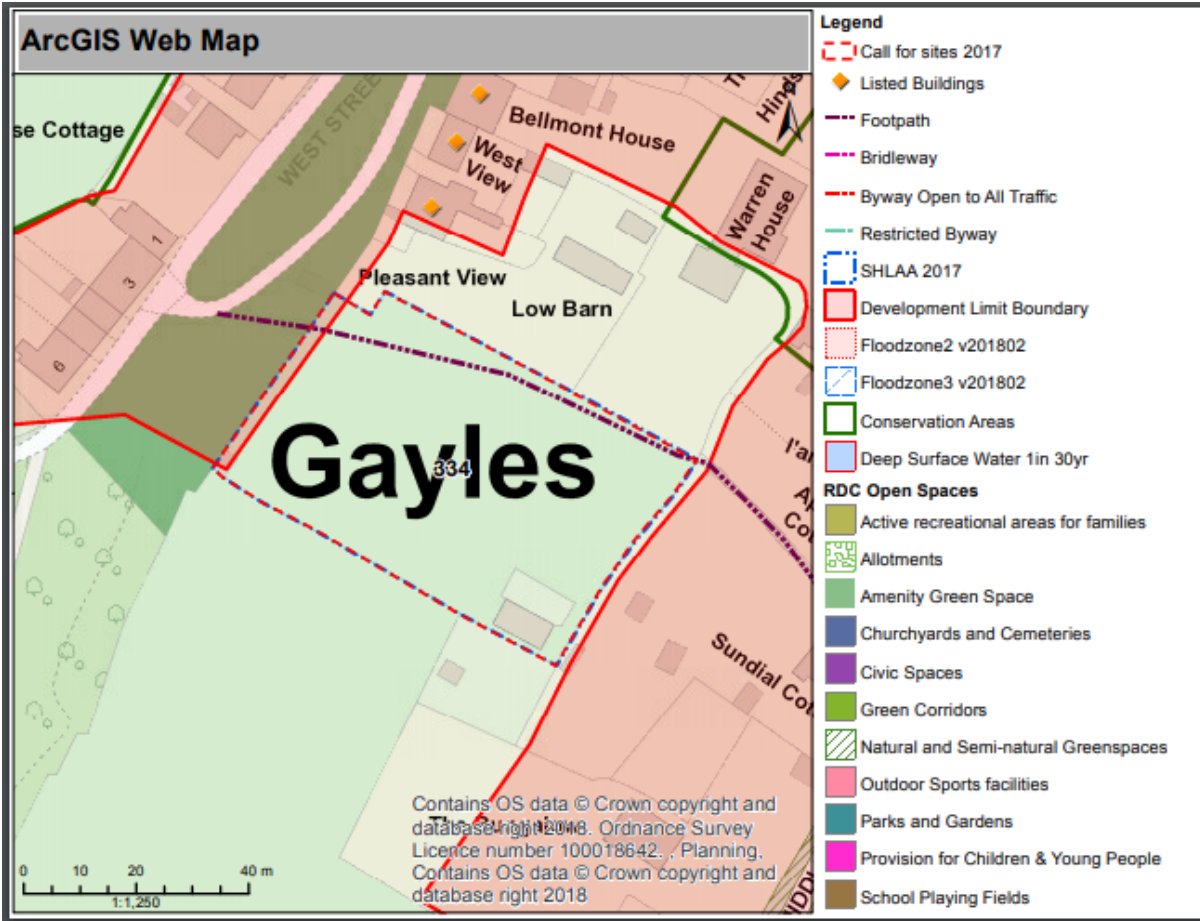 ArcGIS Web Map
se Cottage
WEST STREE
Bellmont House
Hinds
West
View
Warren
House
1
3
6
Pleasant View
Low Barn
Gayles
334
Sundial Cot
Contains OS data © Crown copyright and
database right 2018. Ordnance Survey
Licence number 100018642. , Planning,
Contains OS data © Crown copyright and
database right 2018
0 10 20 40 m
1:1,250
Legend
Call for sites 2017
Listed Buildings
Footpath
Bridleway
Byway Open to All Traffic
Restricted Byway
SHLAA 2017
Development Limit Boundary
Floodzone2 v201802
Floodzone3 v201802
Conservation Areas
Deep Surface Water 1in 30yr
RDC Open Spaces
Active recreational areas for families
Allotments
Amenity Green Space
Churchyards and Cemeteries
Civic Spaces
Green Corridors
Natural and Semi-natural Greenspaces
Outdoor Sports facilities
Parks and Gardens
Provision for Children & Young People
School Playing Fields